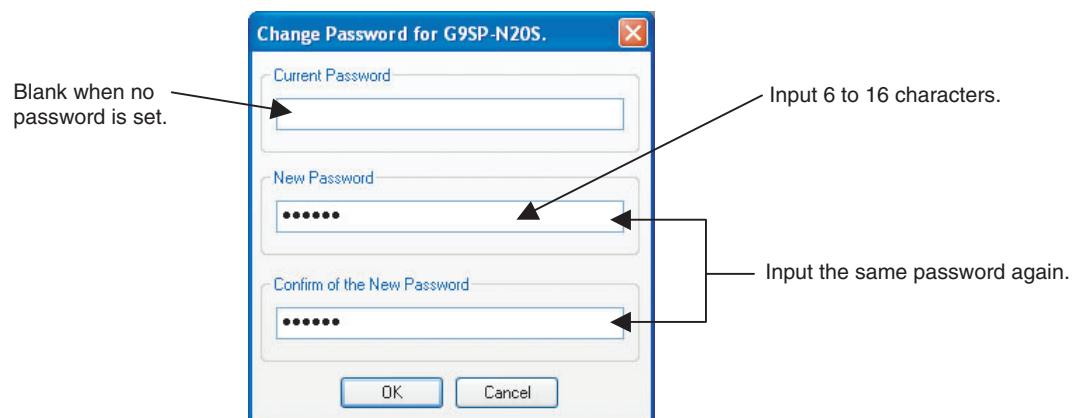 Change Password for G9SP-N20S.
Current Password
Blank when no
password is set.
Input 6 to 16 characters.
New Password
••••••
Input the same password again.
Confirm of the New Password
••••••
OK
Cancel